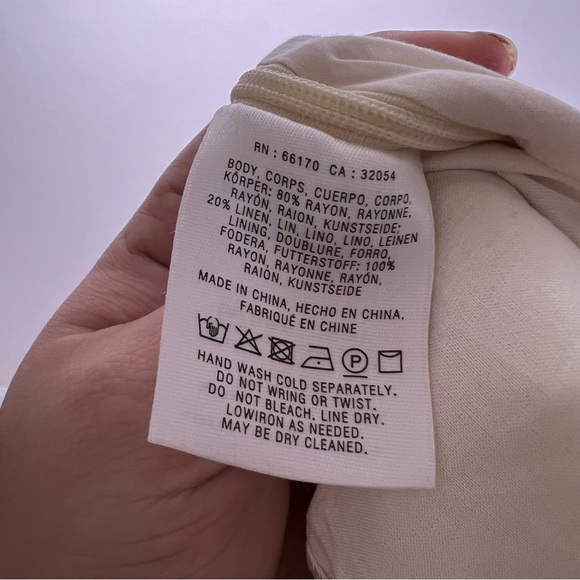 RN : 66170 CA : 32054
BODY, CORPS, CUERPO, CORPO,
KÖRPER: 80% RAYON, RAYONNE,
RAYÓN, RAION, KUNSTSEIDE;
20% LINEN, LIN, LINO, LINO, LEINEN
LINING, DOUBLURE, FORRO,
FODERA, FUTTERSTOFF: 100%
RAYON, RAYONNE, RAYÓN,
RAIÓN, KUNSTSEIDE
MADE IN CHINA, HECHO EN CHINA,
FABRIQUÉ EN CHINE
P
HAND WASH COLD SEPARATELY.
DO NOT WRING OR TWIST.
DO NOT BLEACH. LINE DRY.
LOWIRON AS NEEDED.
MAY BE DRY CLEANED.